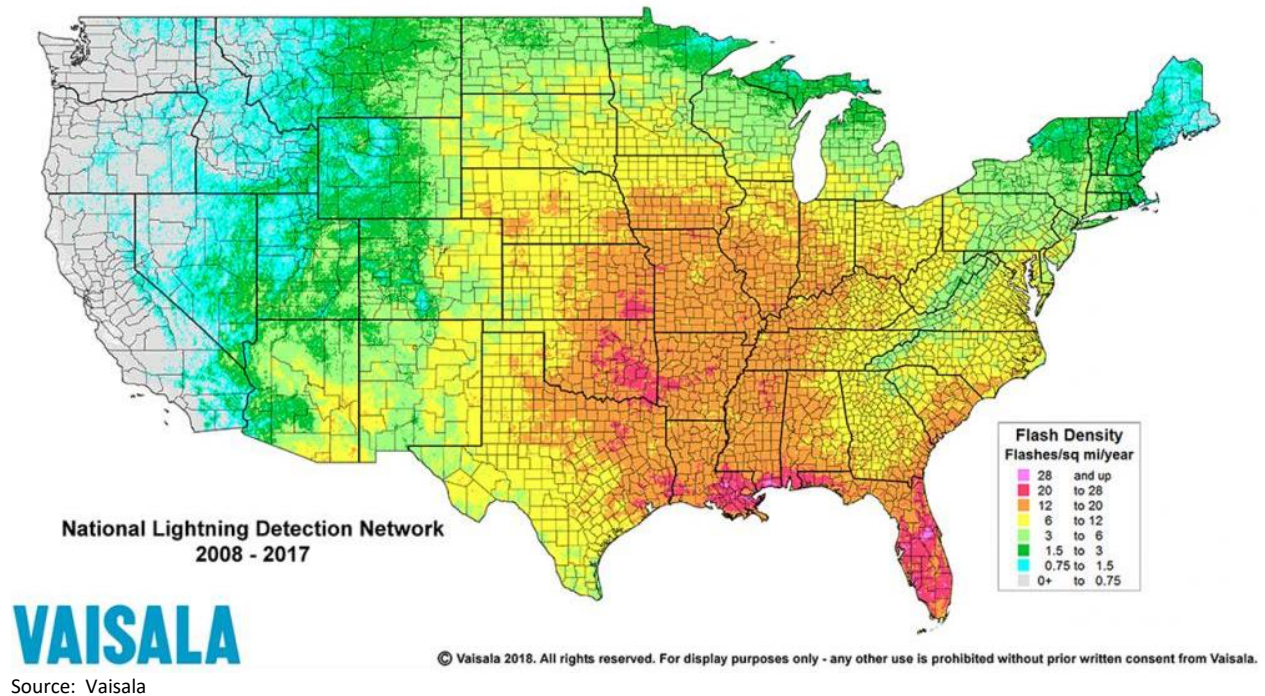 Flash Density
Flashes/sq mi/year
28 and up
20 to 28
12 to 20
6 to 12
3 to 6
1.5 to 3
0.75 to 1.5
0+ to 0.75
National Lightning Detection Network
2008 - 2017
VAISALA
© Vaisala 2018. All rights reserved. For display purposes only - any other use is prohibited without prior written consent from Vaisala.
Source: Vaisala